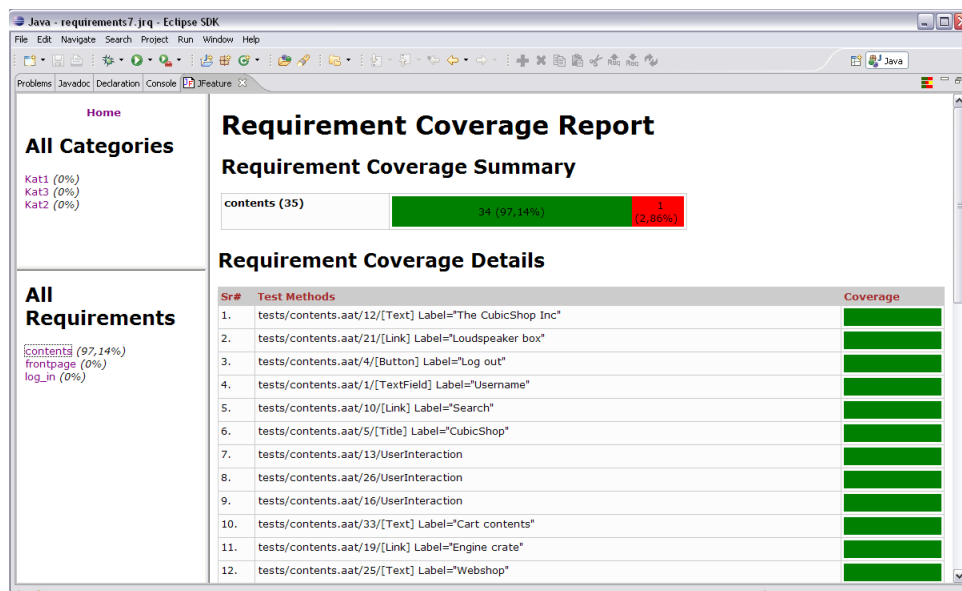 Java - requirements7.jrq - Eclipse SDK
File Edit Navigate Search Project Run Window Help
Java
Problems Javadoc Declaration Console JFeature
Home
All Categories
Kat1 (0%)
Kat3 (0%)
Kat2 (0%)
All
Requirements
contents (97,14%)
frontpage (0%)
log_in (0%)
Requirement Coverage Report
Requirement Coverage Summary
contents (35) 34 (97,14%) 1
(2,86%)
Requirement Coverage Details
Sr# Test Methods Coverage
1. tests/contents.aat/12/[Text] Label="The CubicShop Inc"
2. tests/contents.aat/21/[Link] Label="Loudspeaker box"
3. tests/contents.aat/4/[Button] Label="Log out"
4. tests/contents.aat/1/[TextField] Label="Username"
5. tests/contents.aat/10/[Link] Label="Search"
6. tests/contents.aat/5/[Title] Label="CubicShop"
7. tests/contents.aat/13/UserInteraction
8. tests/contents.aat/26/UserInteraction
9. tests/contents.aat/16/UserInteraction
10. tests/contents.aat/33/[Text] Label="Cart contents"
11. tests/contents.aat/19/[Link] Label="Engine crate"
12. tests/contents.aat/25/[Text] Label="Webshop"